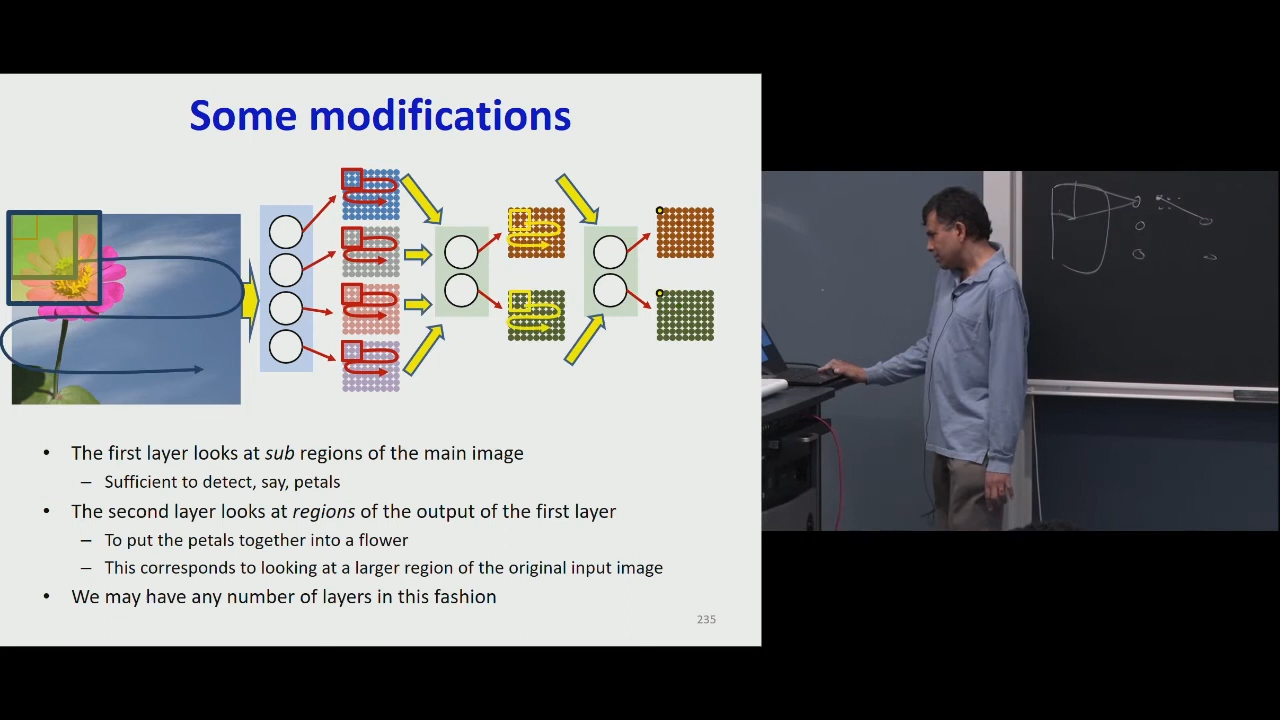 Some modifications
• The first layer looks at sub regions of the main image
– Sufficient to detect, say, petals
• The second layer looks at regions of the output of the first layer
– To put the petals together into a flower
– This corresponds to looking at a larger region of the original input image
• We may have any number of layers in this fashion
235